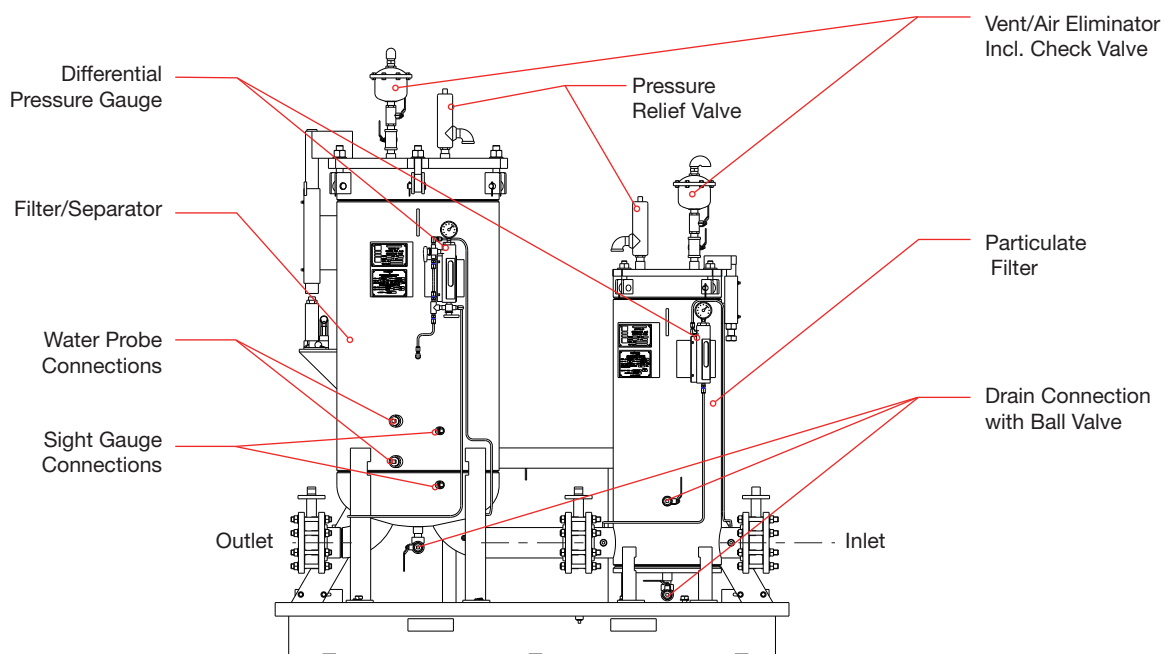 Vent/Air Eliminator
Incl. Check Valve
Differential
Pressure Gauge
Pressure
Relief Valve
Filter/Separator
Particulate
Filter
Water Probe
Connections
Drain Connection
with Ball Valve
Sight Gauge
Connections
Outlet
Inlet